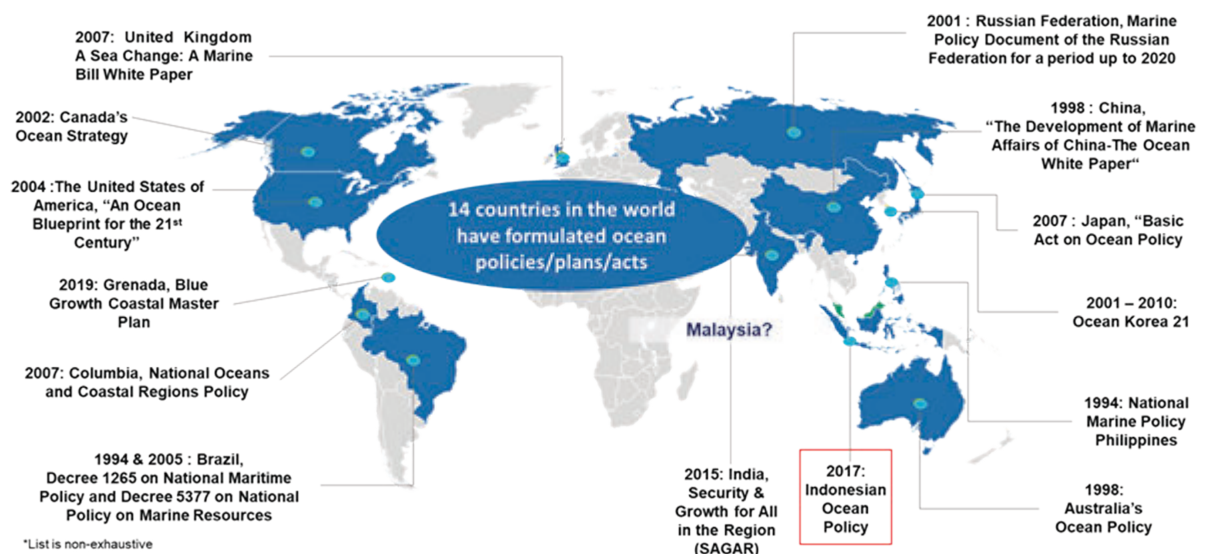 2007: United Kingdom
A Sea Change: A Marine
Bill White Paper
2002: Canada's
Ocean Strategy
2004 :The United States of
America, “An Ocean
Blueprint for the 21st
Century”
2019: Grenada, Blue
Growth Coastal Master
Plan
2007: Columbia, National Oceans
and Coastal Regions Policy
1994 & 2005 : Brazil,
Decree 1265 on National Maritime
Policy and Decree 5377 on National
Policy on Marine Resources
*List is non-exhaustive
14 countries in the world
have formulated ocean
policies/plans/acts
Malaysia?
2015: India,
Security &
Growth for All
in the Region
(SAGAR)
2017:
Indonesian
Ocean
Policy
2001 : Russian Federation, Marine
Policy Document of the Russian
Federation for a period up to 2020
1998 : China,
“The Development of Marine
Affairs of China-The Ocean
White Paper“
2007 : Japan, “Basic
Act on Ocean Policy
2001 – 2010:
Ocean Korea 21
1994: National
Marine Policy
Philippines
1998:
Australia's
Ocean Policy